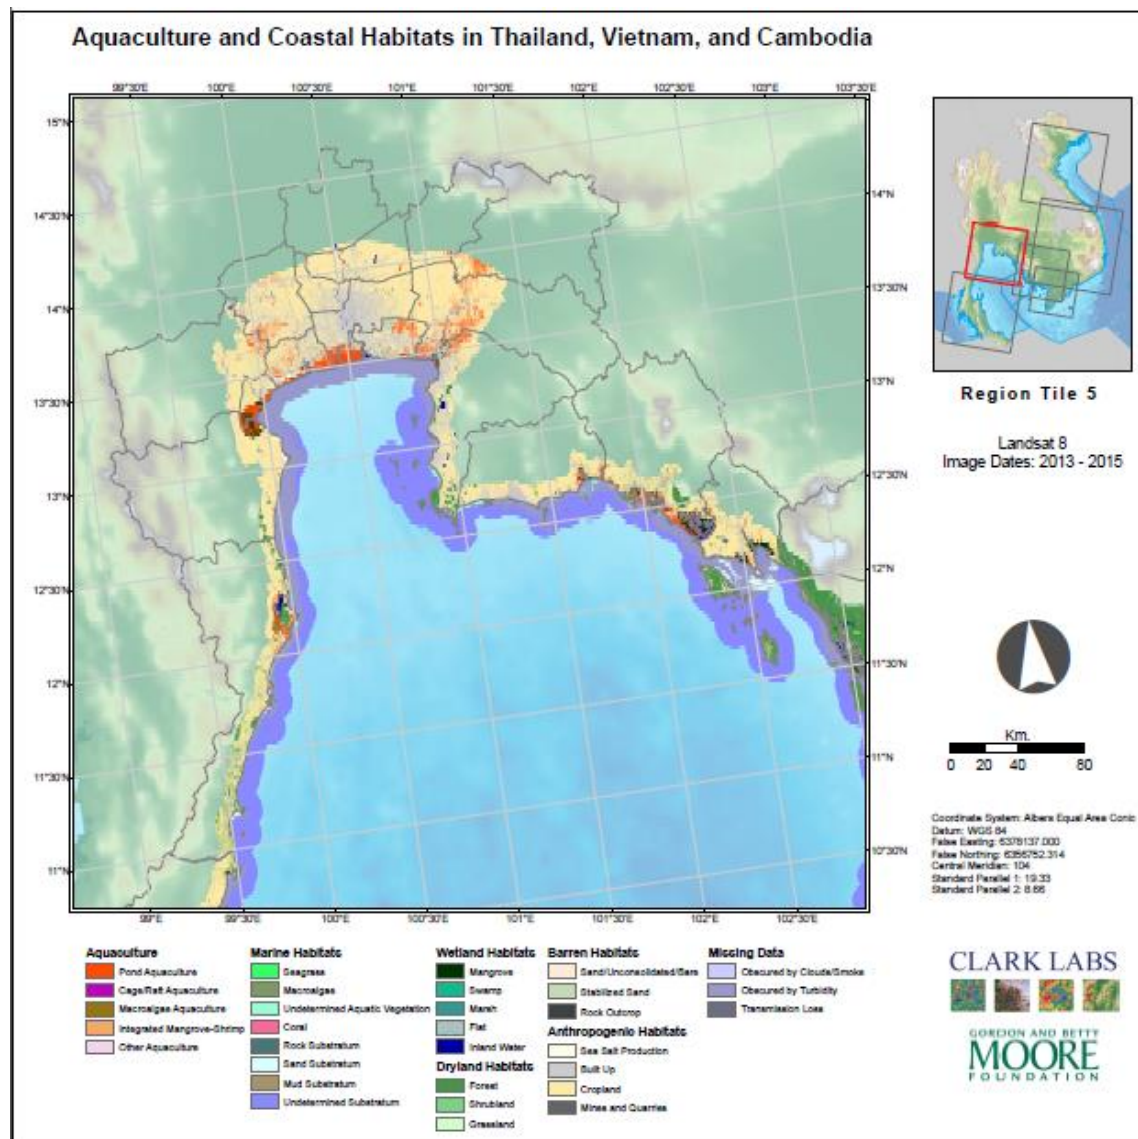 Aquaculture and Coastal Habitats in Thailand, Vietnam, and Cambodia
99°30'E 100°E 100°30'E 101°E 101°30'E 102°E 102°30'E 103°E 103°30'E
15°N
14°30'N
14°N
13°30'N
13°N
12°30'N
12°N
11°30'N
11°N
14°N
13°30'N
13°N
12°30'N
12°N
11°30'N
11°N
10°30'N
99°E 99°30'E 100°E 100°30'E 101°E 101°30'E 102°E 102°30'E
Region Tile 5
Landsat 8
Image Dates: 2013 - 2015
Km.
0 20 40 80
Coordinate System: Albers Equal Area Conic
Datum: WGS 84
False Easting: 6378137.000
False Northing: 6356752.314
Central Meridian: 104
Standard Parallel 1: 19.33
Standard Parallel 2: 8.66
Aquaculture
Pond Aquaculture
Cage/Raft Aquaculture
Macroalgae Aquaculture
Integrated Mangrove-Shrimp
Other Aquaculture
Marine Habitats
Seagrass
Macroalgae
Undetermined Aquatic Vegetation
Coral
Rock Substratum
Sand Substratum
Mud Substratum
Undetermined Substratum
Wetland Habitats
Mangrove
Swamp
Marsh
Flat
Inland Water
Dryland Habitats
Forest
Shrubland
Grassland
Barren Habitats
Sand/Unconsolidated/Bare
Stabilized Sand
Rock Outcrop
Anthropogenic Habitats
Sea Salt Production
Built Up
Cropland
Mines and Quarries
Missing Data
Obscured by Clouds/Smoke
Obscured by Turbidity
Transmission Loss
CLARK LABS
GORDON AND BETTY
MOORE
FOUNDATION